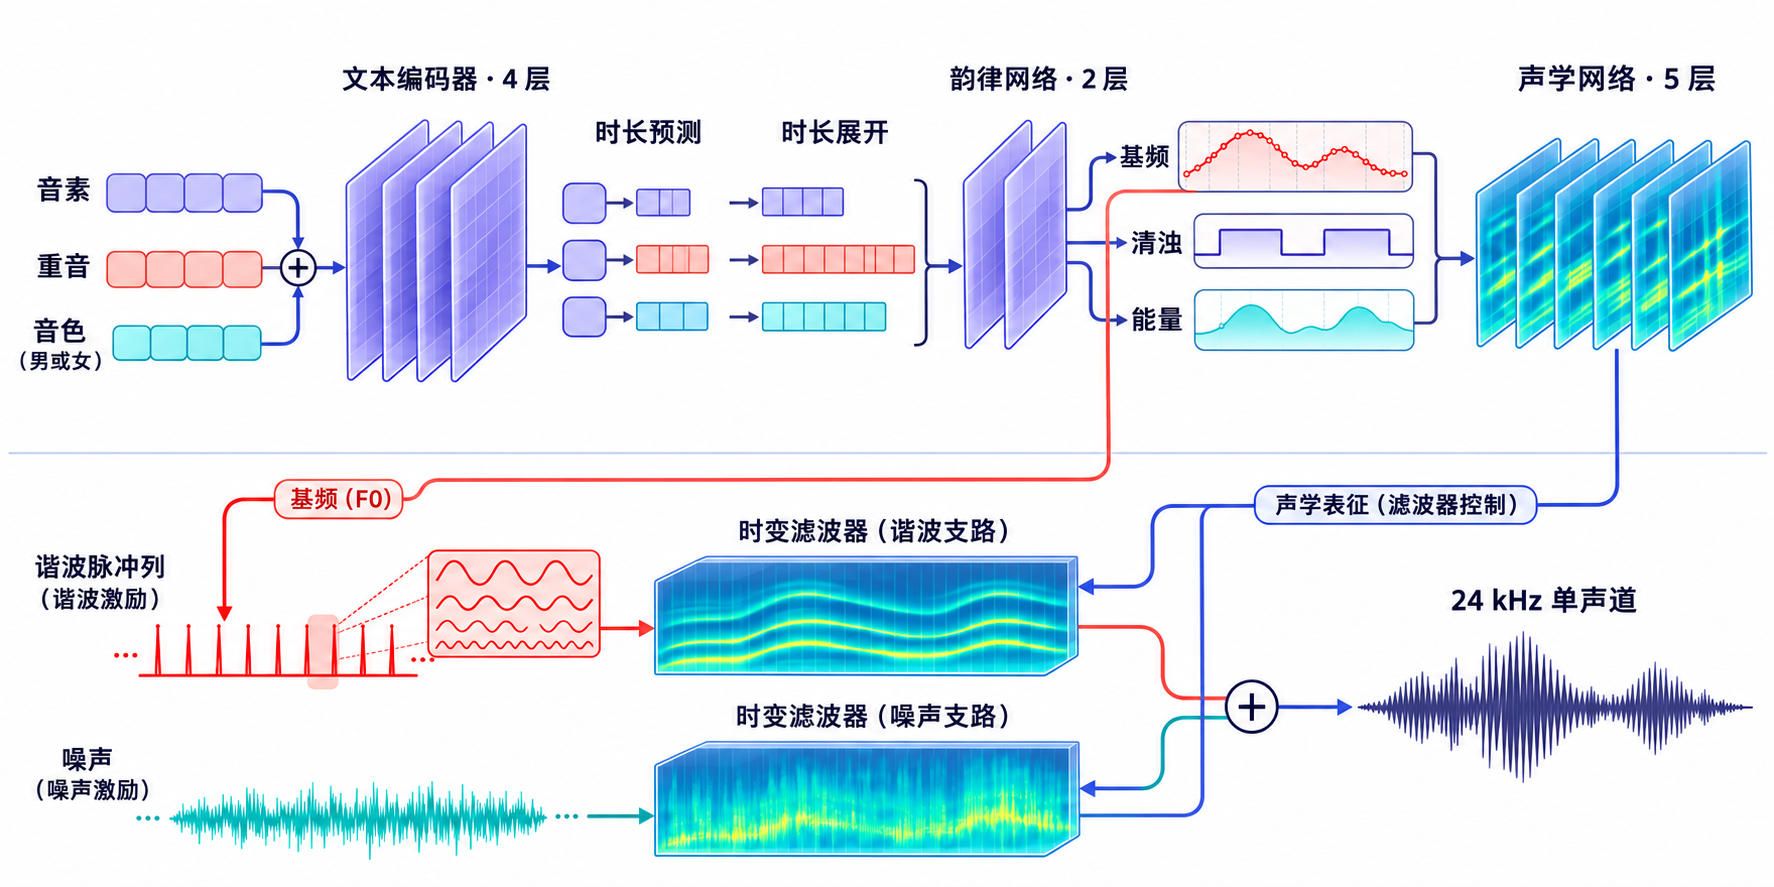 文本编码器 · 4 层
韵律网络 · 2 层
声学网络 · 5 层
时长预测
时长展开
音素
重音
音色
（男或女）
基频
清浊
能量
基频 (F0)
声学表征（滤波器控制）
谐波脉冲列
（谐波激励）
时变滤波器（谐波支路）
24 kHz 单声道
时变滤波器（噪声支路）
噪声
（噪声激励）